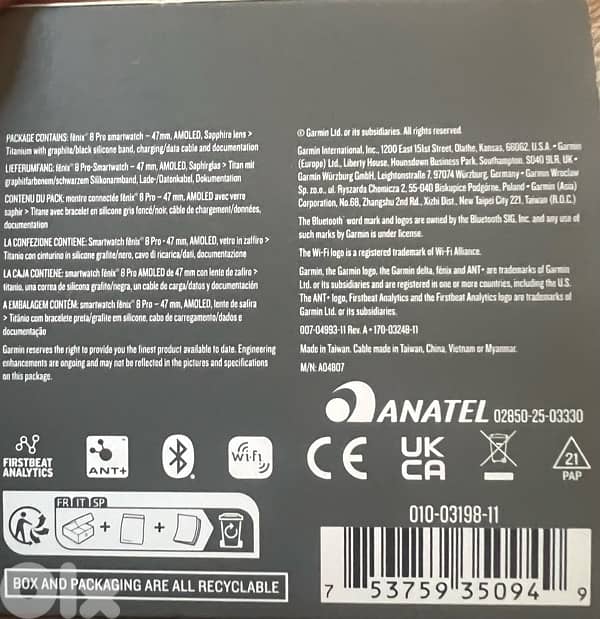 PACKAGE CONTAINS: fēnix® 8 Pro smartwatch – 47mm, AMOLED, Sapphire lens >
Titanium with graphite/black silicone band, charging/data cable and documentation
LIEFERUMFANG: fēnix® 8 Pro-Smartwatch – 47 mm, AMOLED, Saphirglas > Titan mit
graphitfarbenem/schwarzem Silikonarmband, Lade-/Datenkabel, Dokumentation
CONTENU DU PACK: montre connectée fēnix® 8 Pro – 47 mm, AMOLED avec verre
saphir > Titane avec bracelet en silicone gris foncé/noir, câble de chargement/données,
documentation
LA CONFEZIONE CONTIENE: Smartwatch fēnix® 8 Pro - 47 mm, AMOLED, vetro in zaffiro >
Titanio con cinturino in silicone grafite/nero, cavo di ricarica/dati, documentazione
LA CAJA CONTIENE: smartwatch fēnix® 8 Pro AMOLED de 47 mm con lente de zafiro >
titanio, una correa de silicona grafito/negra, un cable de carga/datos y documentación
A EMBALAGEM CONTÉM: smartwatch fēnix® 8 Pro – 47 mm, AMOLED, lente de safira
> Titânio com bracelete preta/grafite em silicone, cabo de carregamento/dados e
documentação
Garmin reserves the right to provide you the finest product available to date. Engineering
enhancements are ongoing and may not be reflected in the pictures and specifications
on this package.
© Garmin Ltd. or its subsidiaries. All rights reserved.
Garmin International, Inc., 1200 East 151st Street, Olathe, Kansas, 66062, U.S.A. • Garmin
(Europe) Ltd., Liberty House, Hounsdown Business Park, Southampton, SO40 9LR, UK •
Garmin Würzburg GmbH, Leightonstraße 7, 97074 Würzburg, Germany • Garmin Wroclaw
Sp. zo.o., ul. Ryszarda Chomicza 2, 55-040 Biskupice Podgórne, Poland • Garmin (Asia)
Corporation, No.68, Zhangshu 2nd Rd., Xizhi Dist., New Taipei City 221, Taiwan (R.O.C.)
The Bluetooth® word mark and logos are owned by the Bluetooth SIG, Inc. and any use of
such marks by Garmin is under license.
The Wi-Fi logo is a registered trademark of Wi-Fi Alliance.
Garmin, the Garmin logo, the Garmin delta, fēnix and ANT+ are trademarks of Garmin
Ltd. or its subsidiaries and are registered in one or more countries, including the U.S.
The ANT+ logo, Firstbeat Analytics and the Firstbeat Analytics logo are trademarks of
Garmin Ltd. or its subsidiaries.
007-04993-11 Rev. A • 170-03248-11
Made in Taiwan. Cable made in Taiwan, China, Vietnam or Myanmar.
M/N: A04807
ANATEL 02850-25-03330
FIRSTBEAT
ANALYTICS
ANT+
Wi-Fi
CE
UK
CA
21
PAP
FR IT SP
+ +
BOX AND PACKAGING ARE ALL RECYCLABLE
010-03198-11
7 53759 35094 9
olx